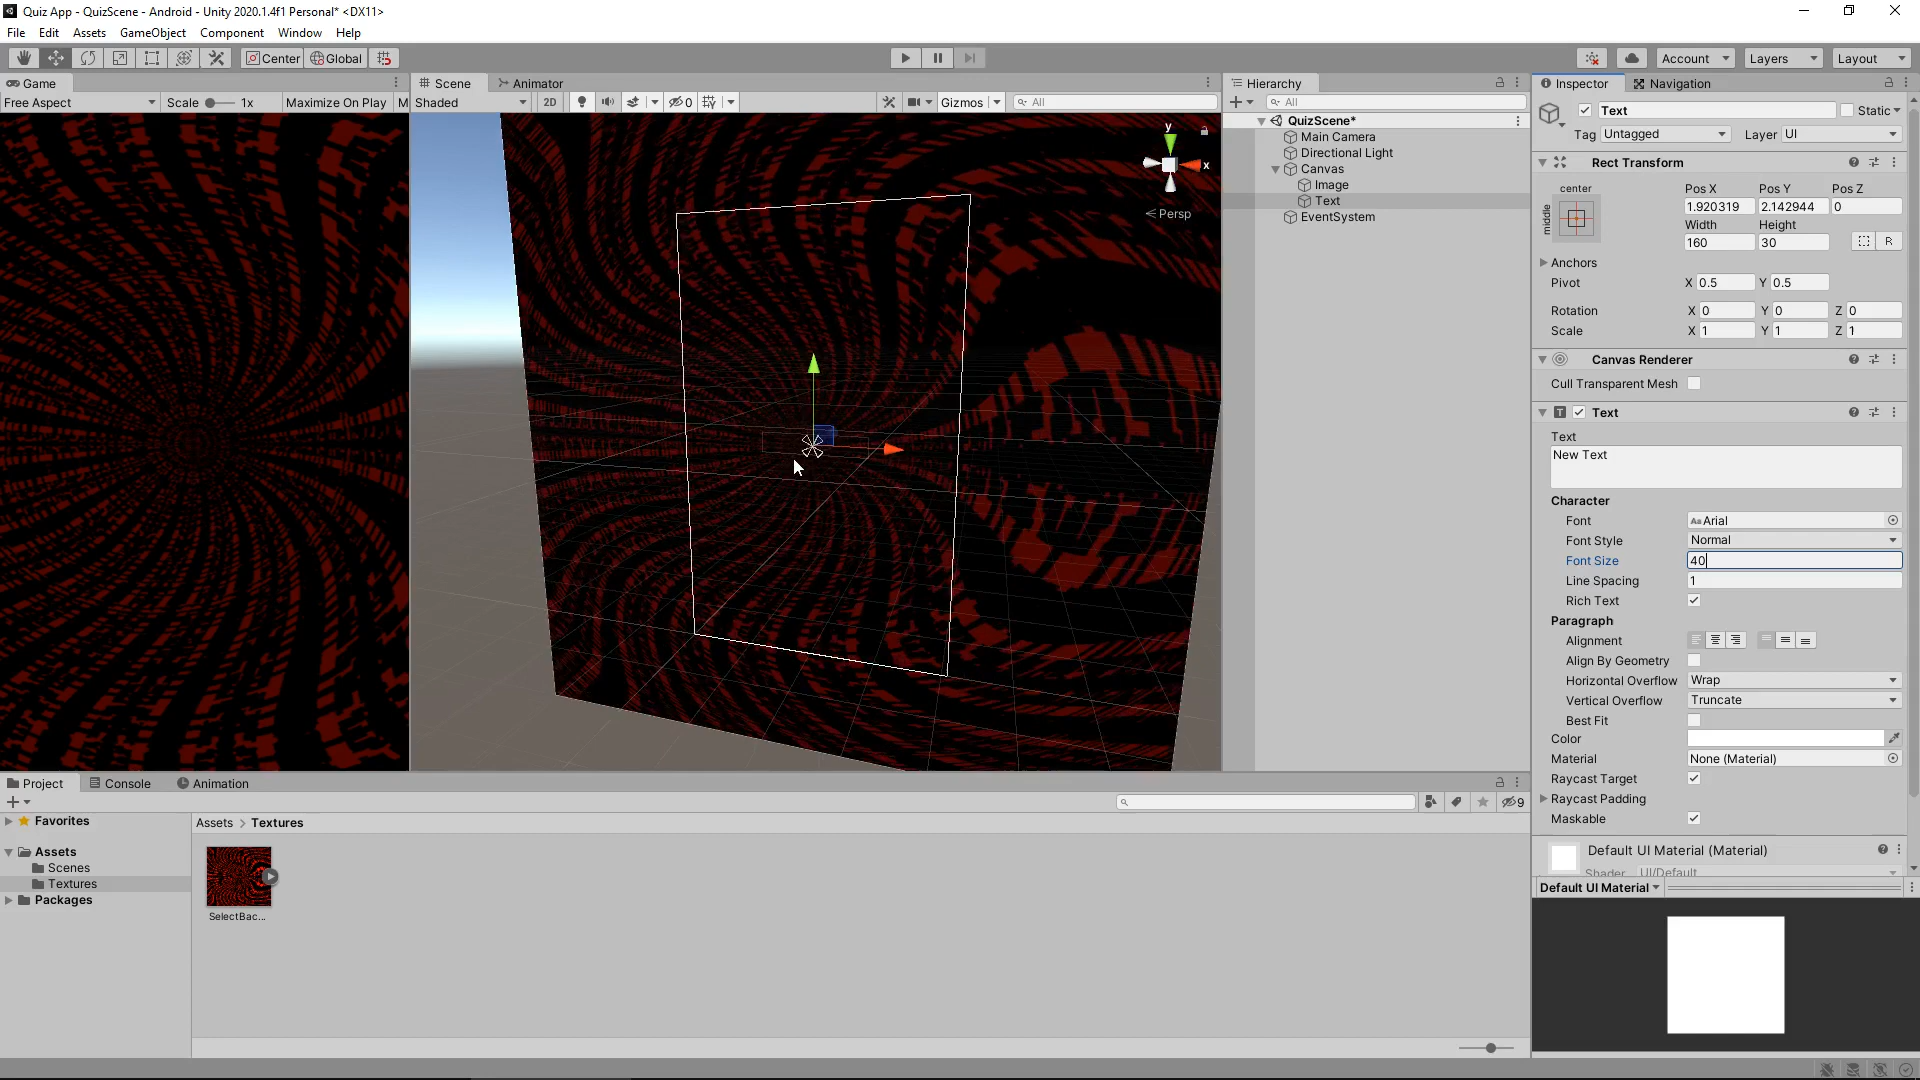 Quiz App - QuizScene - Android - Unity 2020.1.4f1 Personal* <DX11>
File Edit Assets GameObject Component Window Help
Center Global Account Layers Layout
Game Scene Animator Hierarchy Inspector Navigation
Free Aspect Scale 1x Maximize On Play M Shaded 2D 0 Gizmos All All
QuizScene*
Main Camera
Directional Light
Canvas
Image
Text
EventSystem
y
x
Persp
Text Static
Tag Untagged Layer UI
Rect Transform
center
middle
Pos X Pos Y Pos Z
1.920319 2.142944 0
Width Height
160 30 R
Anchors
Pivot X 0.5 Y 0.5
Rotation X 0 Y 0 Z 0
Scale X 1 Y 1 Z 1
Canvas Renderer
Cull Transparent Mesh
Text
Text
New Text
Character
Font Arial
Font Style Normal
Font Size 40
Line Spacing 1
Rich Text
Paragraph
Alignment
Align By Geometry
Horizontal Overflow Wrap
Vertical Overflow Truncate
Best Fit
Color
Material None (Material)
Raycast Target
Raycast Padding
Maskable
Default UI Material (Material)
Shader UI/Default
Default UI Material
Project Console Animation
9
Favorites
Assets
Scenes
Textures
Packages
Assets > Textures
SelectBac...